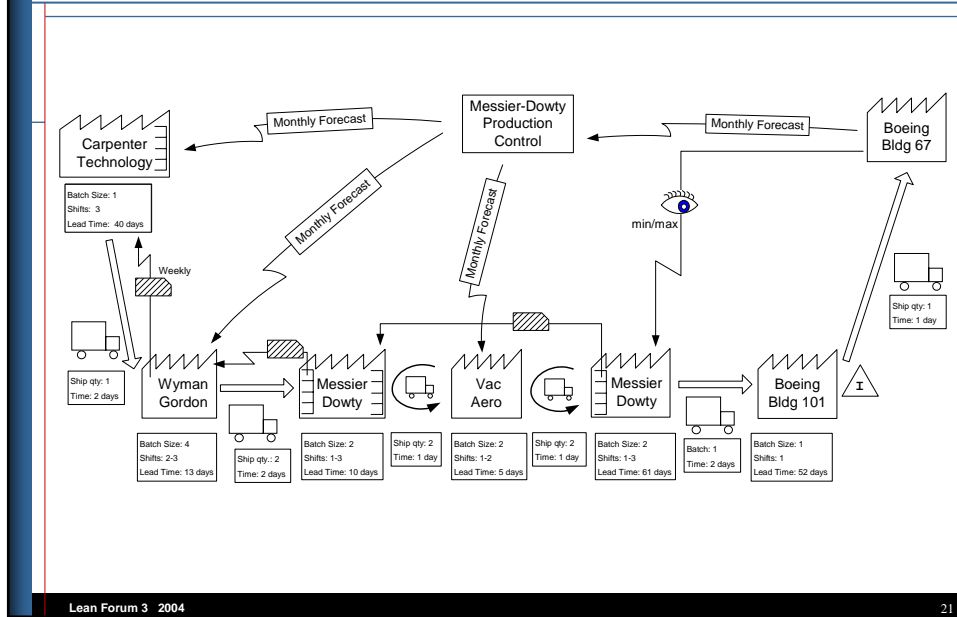 Monthly Forecast
Messier-Dowty
Production
Control
Monthly Forecast
Boeing
Bldg 67
Carpenter
Technology
Batch Size: 1
Shifts: 3
Lead Time: 40 days
Monthly Forecast
Monthly Forecast
min/max
Weekly
Ship qty: 1
Time: 1 day
Ship qty: 1
Time: 2 days
Wyman
Gordon
Messier
Dowty
Vac
Aero
Messier
Dowty
Boeing
Bldg 101
I
Batch Size: 4
Shifts: 2-3
Lead Time: 13 days
Ship qty.: 2
Time: 2 days
Batch Size: 2
Shifts: 1-3
Lead Time: 10 days
Ship qty: 2
Time: 1 day
Batch Size: 2
Shifts: 1-2
Lead Time: 5 days
Ship qty: 2
Time: 1 day
Batch Size: 2
Shifts: 1-3
Lead Time: 61 days
Batch: 1
Time: 2 days
Batch Size: 1
Shifts: 1
Lead Time: 52 days
Lead Time: 52 days
Lean Forum 3 2004
21